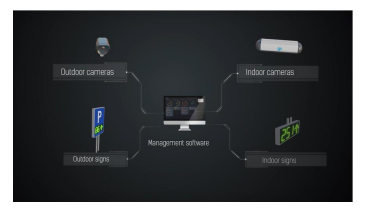 Outdoor cameras
Indoor cameras
P
Management software
Outdoor signs
Indoor signs